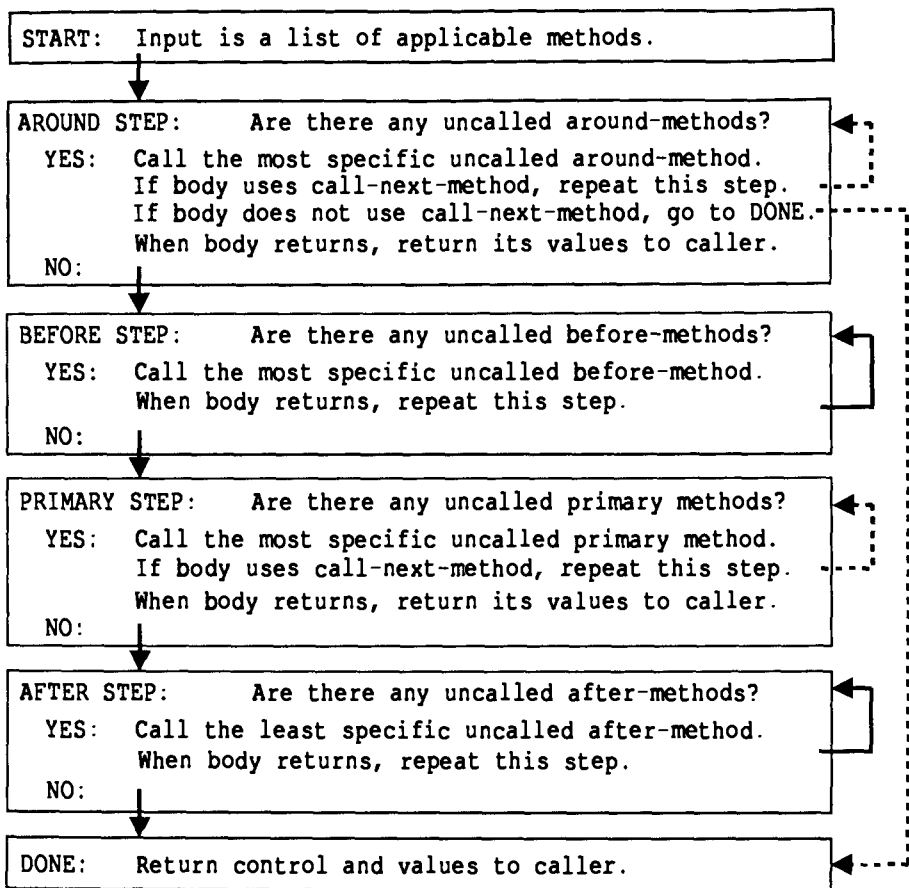 START: Input is a list of applicable methods.
AROUND STEP: Are there any uncalled around-methods?
YES: Call the most specific uncalled around-method.
If body uses call-next-method, repeat this step.
If body does not use call-next-method, go to DONE.
When body returns, return its values to caller.
NO:
BEFORE STEP: Are there any uncalled before-methods?
YES: Call the most specific uncalled before-method.
When body returns, repeat this step.
NO:
PRIMARY STEP: Are there any uncalled primary methods?
YES: Call the most specific uncalled primary method.
If body uses call-next-method, repeat this step.
When body returns, return its values to caller.
NO:
AFTER STEP: Are there any uncalled after-methods?
YES: Call the least specific uncalled after-method.
When body returns, repeat this step.
NO:
DONE: Return control and values to caller.